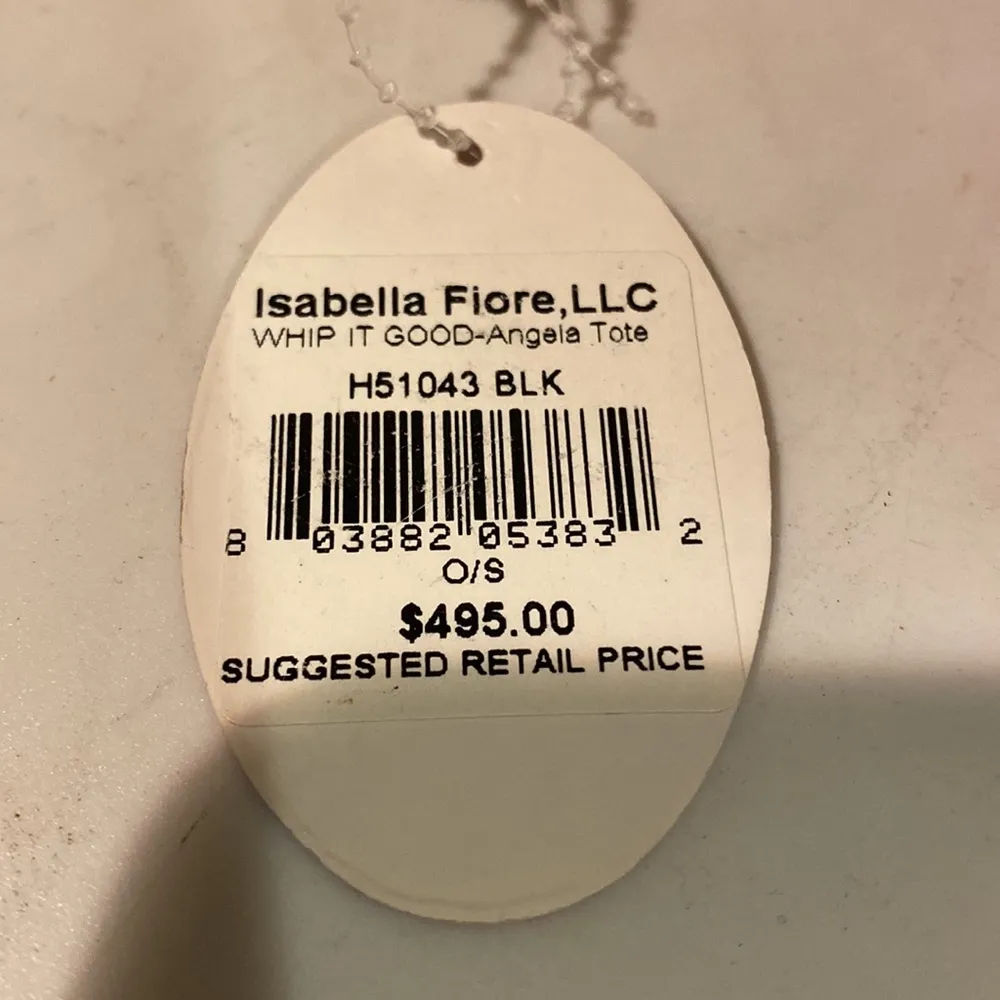 Isabella Fiore,LLC
WHIP IT GOOD-Angela Tote
H51043 BLK
8 03882 05383 2
O/S
$495.00
SUGGESTED RETAIL PRICE